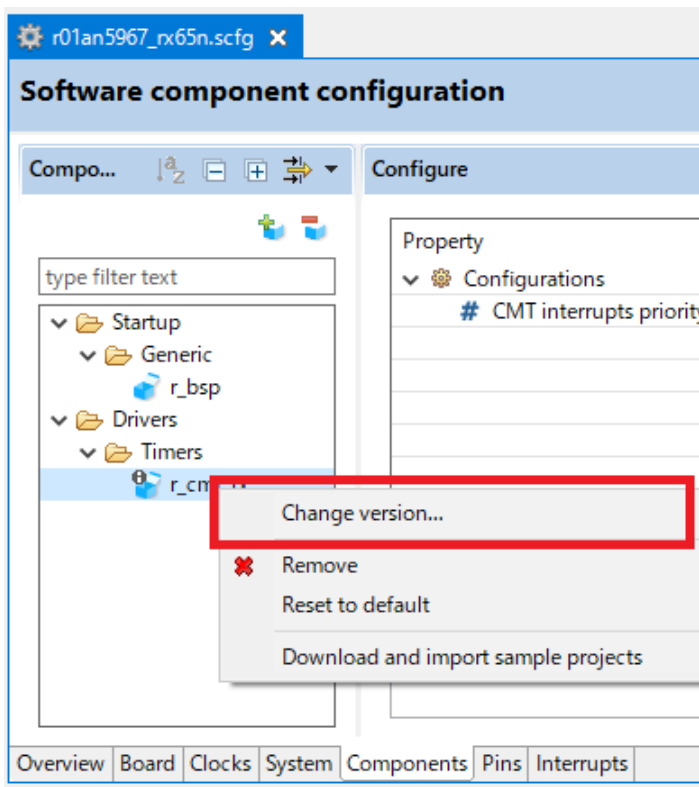 r01an5967_rx65n.scfg
Software component configuration
Compo...
Configure
type filter text
Property
Configurations
# CMT interrupts priority
Startup
Generic
r_bsp
Drivers
Timers
Change version...
Remove
Reset to default
Download and import sample projects
Overview Board Clocks System Components Pins Interrupts